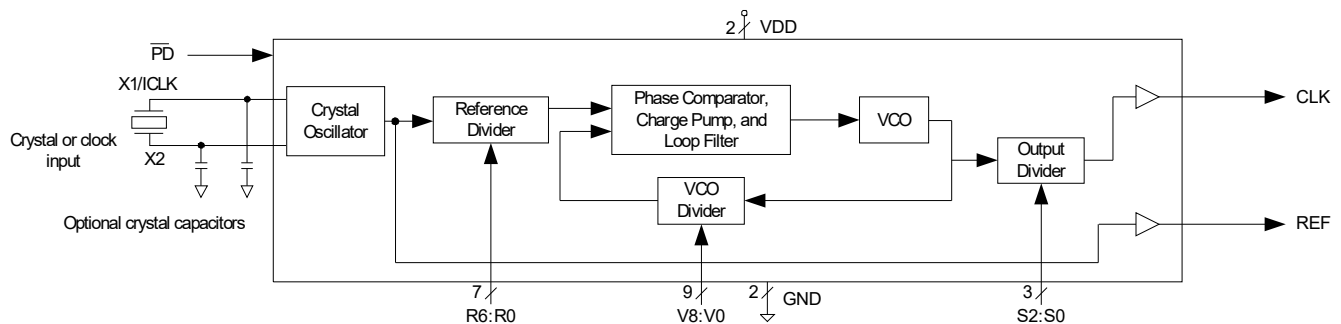 2 VDD
PD
X1/ICLK
Crystal or clock
input
X2
Optional crystal capacitors
Crystal
Oscillator
Reference
Divider
Phase Comparator,
Charge Pump, and
Loop Filter
VCO
VCO
Divider
Output
Divider
CLK
REF
7
R6:R0
9
V8:V0
2
GND
3
S2:S0